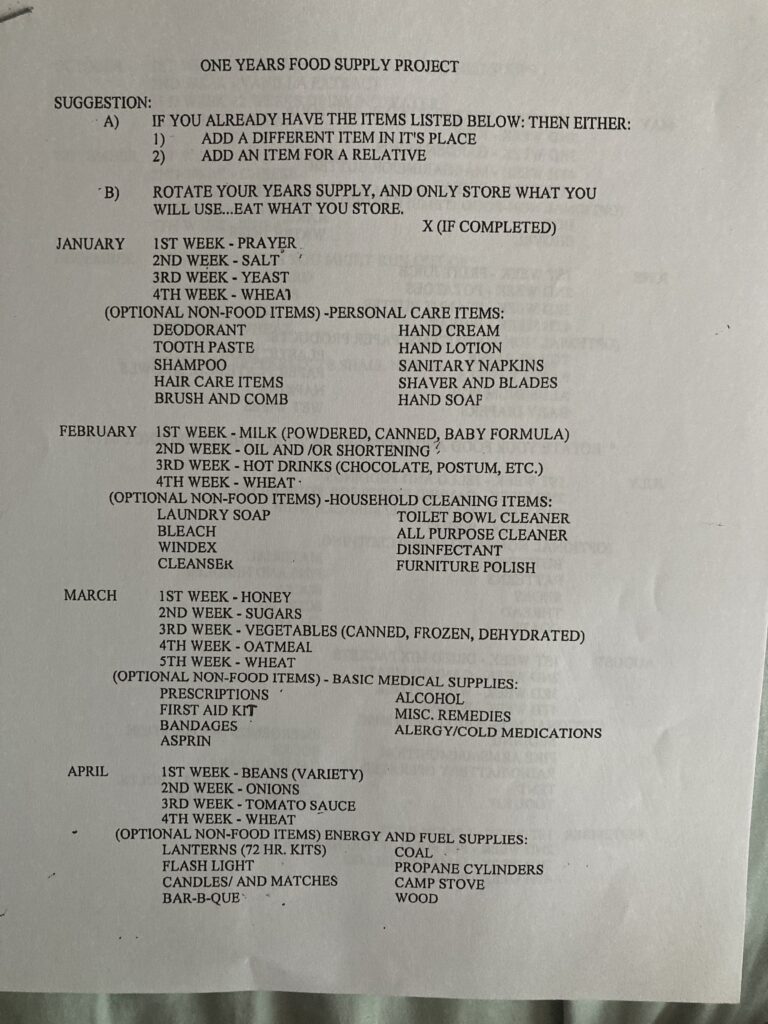 ONE YEARS FOOD SUPPLY PROJECT
SUGGESTION:
A) IF YOU ALREADY HAVE THE ITEMS LISTED BELOW: THEN EITHER:
1) ADD A DIFFERENT ITEM IN IT'S PLACE
2) ADD AN ITEM FOR A RELATIVE
B) ROTATE YOUR YEARS SUPPLY, AND ONLY STORE WHAT YOU
WILL USE...EAT WHAT YOU STORE.
X (IF COMPLETED)
JANUARY 1ST WEEK - PRAYER
2ND WEEK - SALT
3RD WEEK - YEAST
4TH WEEK - WHEAT
(OPTIONAL NON-FOOD ITEMS) -PERSONAL CARE ITEMS:
DEODORANT HAND CREAM
TOOTH PASTE HAND LOTION
SHAMPOO SANITARY NAPKINS
HAIR CARE ITEMS SHAVER AND BLADES
BRUSH AND COMB HAND SOAP
FEBRUARY 1ST WEEK - MILK (POWDERED, CANNED, BABY FORMULA)
2ND WEEK - OIL AND /OR SHORTENING
3RD WEEK - HOT DRINKS (CHOCOLATE, POSTUM, ETC.)
4TH WEEK - WHEAT
(OPTIONAL NON-FOOD ITEMS) -HOUSEHOLD CLEANING ITEMS:
LAUNDRY SOAP TOILET BOWL CLEANER
BLEACH ALL PURPOSE CLEANER
WINDEX DISINFECTANT
CLEANSER FURNITURE POLISH
MARCH 1ST WEEK - HONEY
2ND WEEK - SUGARS
3RD WEEK - VEGETABLES (CANNED, FROZEN, DEHYDRATED)
4TH WEEK - OATMEAL
5TH WEEK - WHEAT
(OPTIONAL NON-FOOD ITEMS) - BASIC MEDICAL SUPPLIES:
PRESCRIPTIONS ALCOHOL
FIRST AID KIT MISC. REMEDIES
BANDAGES ALERGY/COLD MEDICATIONS
ASPRIN
APRIL 1ST WEEK - BEANS (VARIETY)
2ND WEEK - ONIONS
3RD WEEK - TOMATO SAUCE
4TH WEEK - WHEAT
(OPTIONAL NON-FOOD ITEMS) ENERGY AND FUEL SUPPLIES:
LANTERNS (72 HR. KITS) COAL
FLASH LIGHT PROPANE CYLINDERS
CANDLES/ AND MATCHES CAMP STOVE
BAR-B-QUE WOOD